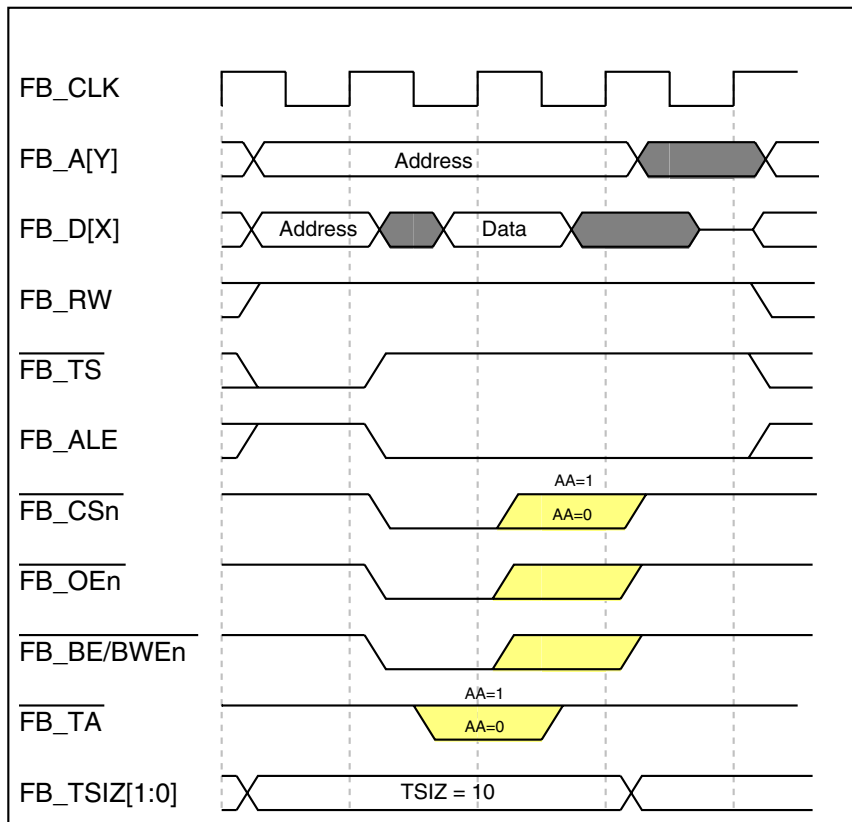 FB_CLK
FB_A[Y]
Address
FB_D[X]
Address
Data
FB_RW
FB_TS
FB_ALE
AA=1
FB_CSn
AA=0
FB_OEn
FB_BE/BWEn
AA=1
FB_TA
AA=0
FB_TSIZ[1:0]
TSIZ = 10